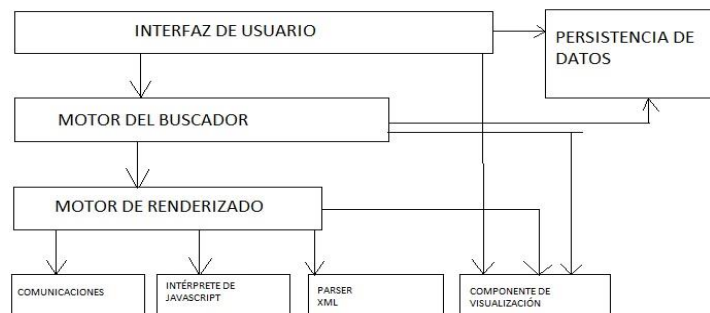 INTERFAZ DE USUARIO
PERSISTENCIA DE
DATOS
MOTOR DEL BUSCADOR
MOTOR DE RENDERIZADO
COMUNICACIONES
INTÉRPRETE DE
JAVASCRIPT
PARSER
XML
COMPONENTE DE
VISUALIZACIÓN